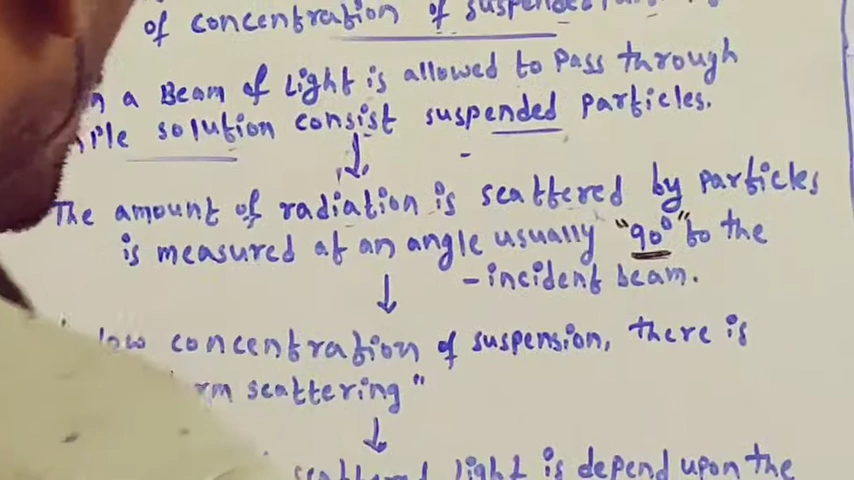 of concentration of suspended
a Beam of Light is allowed to Pass through
solution consist suspended particles.
The amount of radiation is scattered by particles
is measured at an angle usually "90°" to the
-incident beam.
low concentration of suspension, there is
scattering"
scattered light is depend upon the